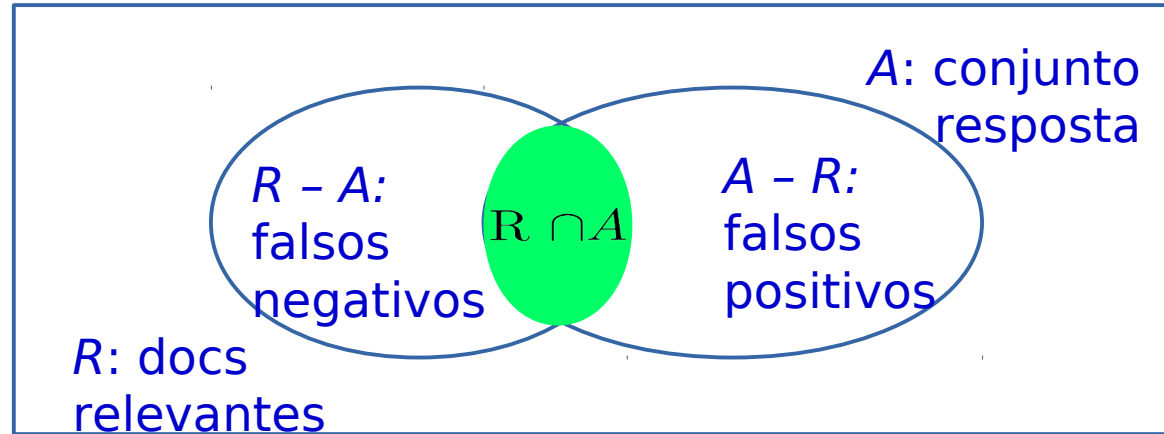 A: conjunto
resposta
R – A:
falsos
negativos
R ∩A
A – R:
falsos
positivos
R: docs
relevantes